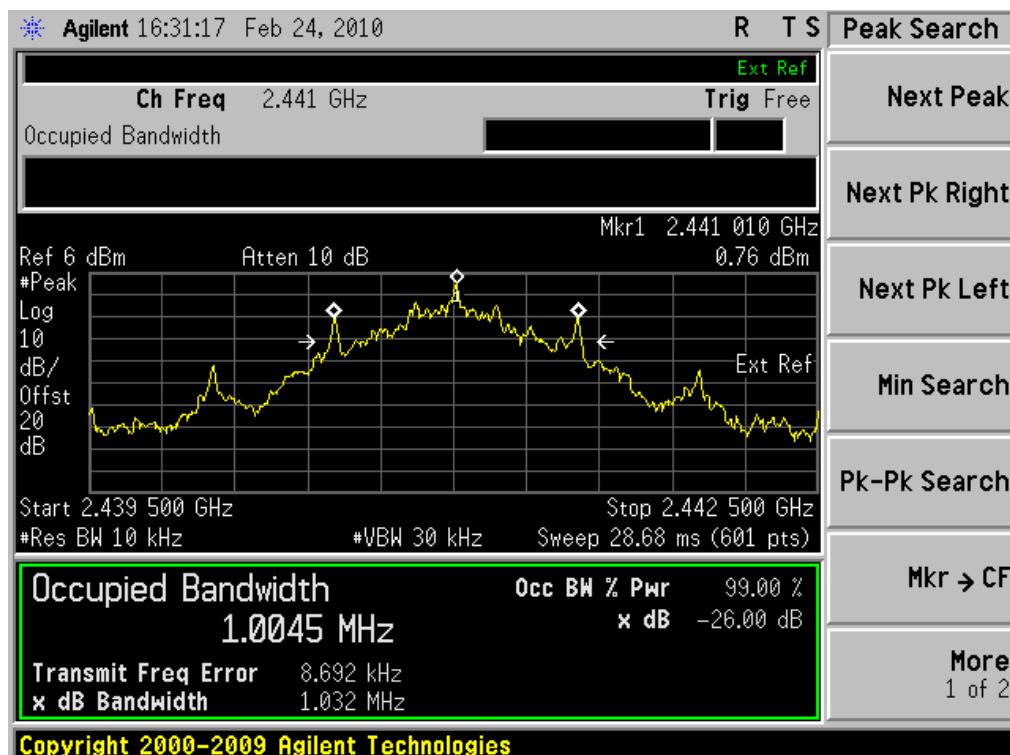 Agilent 16:31:17 Feb 24, 2010 R T S
Peak Search
Ext Ref
Ch Freq 2.441 GHz Trig Free
Occupied Bandwidth
Mkr1 2.441 010 GHz
Ref 6 dBm Atten 10 dB 0.76 dBm
#Peak
Log
10
dB/
Offst
20
dB
Ext Ref
1
Start 2.439 500 GHz Stop 2.442 500 GHz
#Res BW 10 kHz #VBW 30 kHz Sweep 28.68 ms (601 pts)
Occupied Bandwidth
1.0045 MHz
Occ BW % Pwr 99.00 %
x dB -26.00 dB
Transmit Freq Error 8.692 kHz
x dB Bandwidth 1.032 MHz
Next Peak
Next Pk Right
Next Pk Left
Min Search
Pk-Pk Search
Mkr → CF
More
1 of 2
Copyright 2000-2009 Agilent Technologies